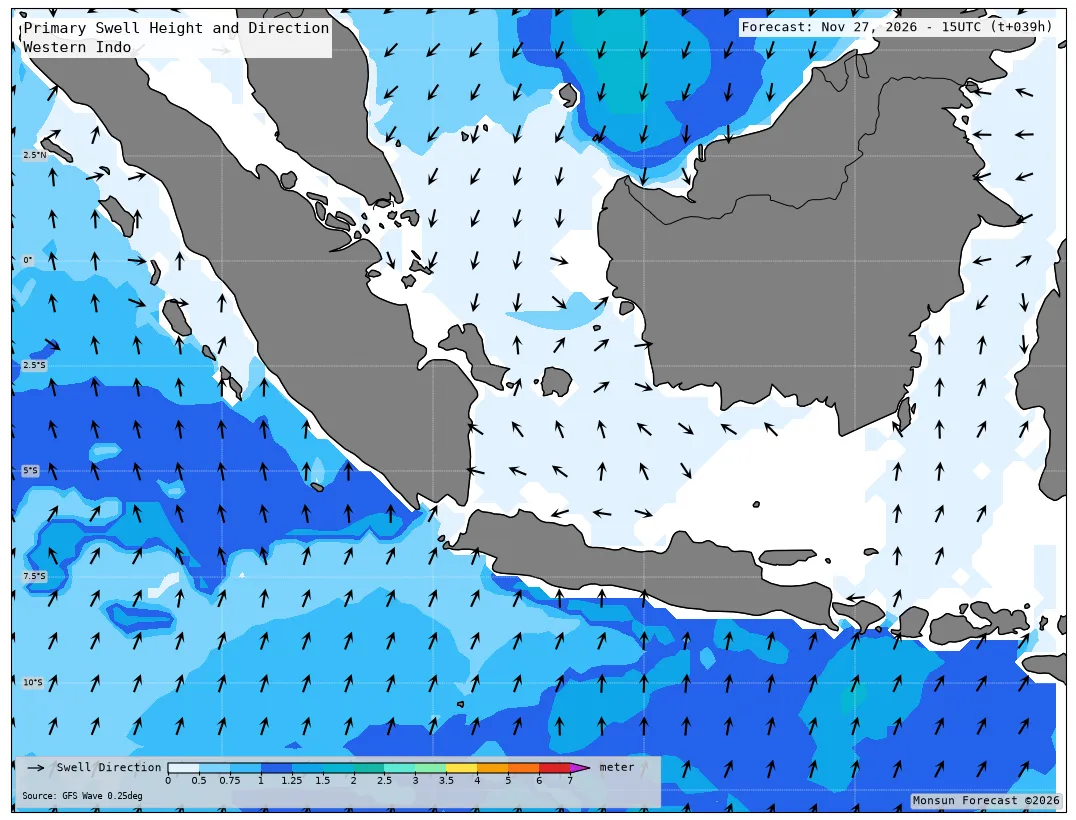 Primary Swell Height and Direction
Western Indo
Forecast: Nov 27, 2026 - 15UTC (t+039h)
2.5°N
0°
2.5°S
5°S
7.5°S
10°S
Swell Direction
0 0.5 0.75 1 1.25 1.5 2 2.5 3 3.5 4 5 6 7
meter
Source: GFS Wave 0.25deg
Monsun Forecast ©2026